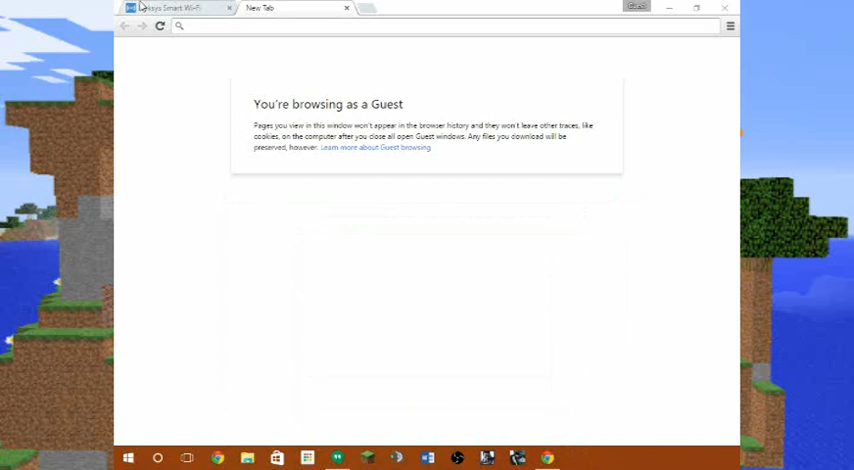 ksys Smart Wi-Fi
New Tab
Guest
You're browsing as a Guest
Pages you view in this window won't appear in the browser history and they won't leave other traces, like
cookies, on the computer after you close all open Guest windows. Any files you download will be
preserved, however. Learn more about Guest browsing